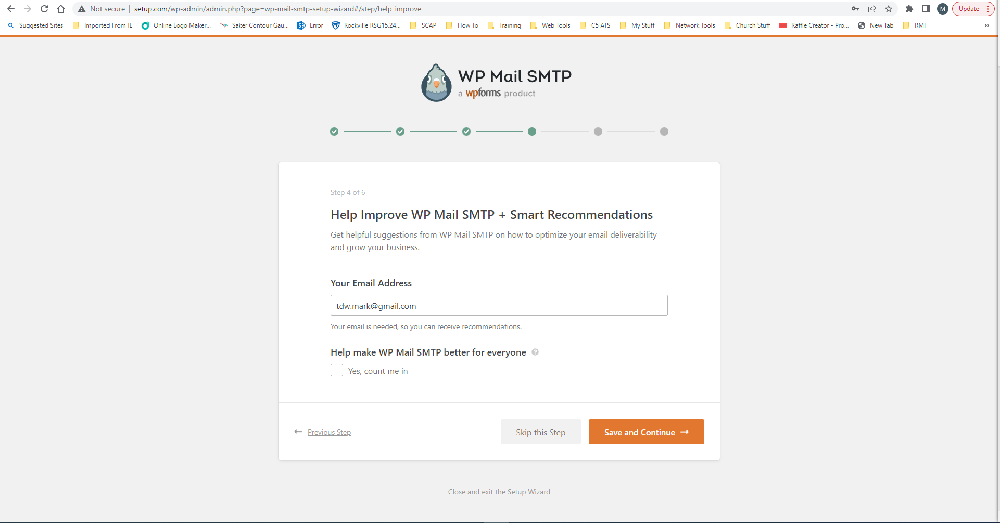 Not secure | setup.com/wp-admin/admin.php?page=wp-mail-smtp-setup-wizard#/step/help_improve M Update
Suggested Sites Imported From IE Online Logo Maker... Saker Contour Gau... Error Rockville RSG15.24... SCAP How To Training Web Tools C5 ATS My Stuff Network Tools Church Stuff Raffle Creator - Pro... New Tab RMF »
WP Mail SMTP
a wpforms product
Step 4 of 6
Help Improve WP Mail SMTP + Smart Recommendations
Get helpful suggestions from WP Mail SMTP on how to optimize your email deliverability
and grow your business.
Your Email Address
tdw.mark@gmail.com
Your email is needed, so you can receive recommendations.
Help make WP Mail SMTP better for everyone ?
Yes, count me in
← Previous Step Skip this Step Save and Continue →
Close and exit the Setup Wizard